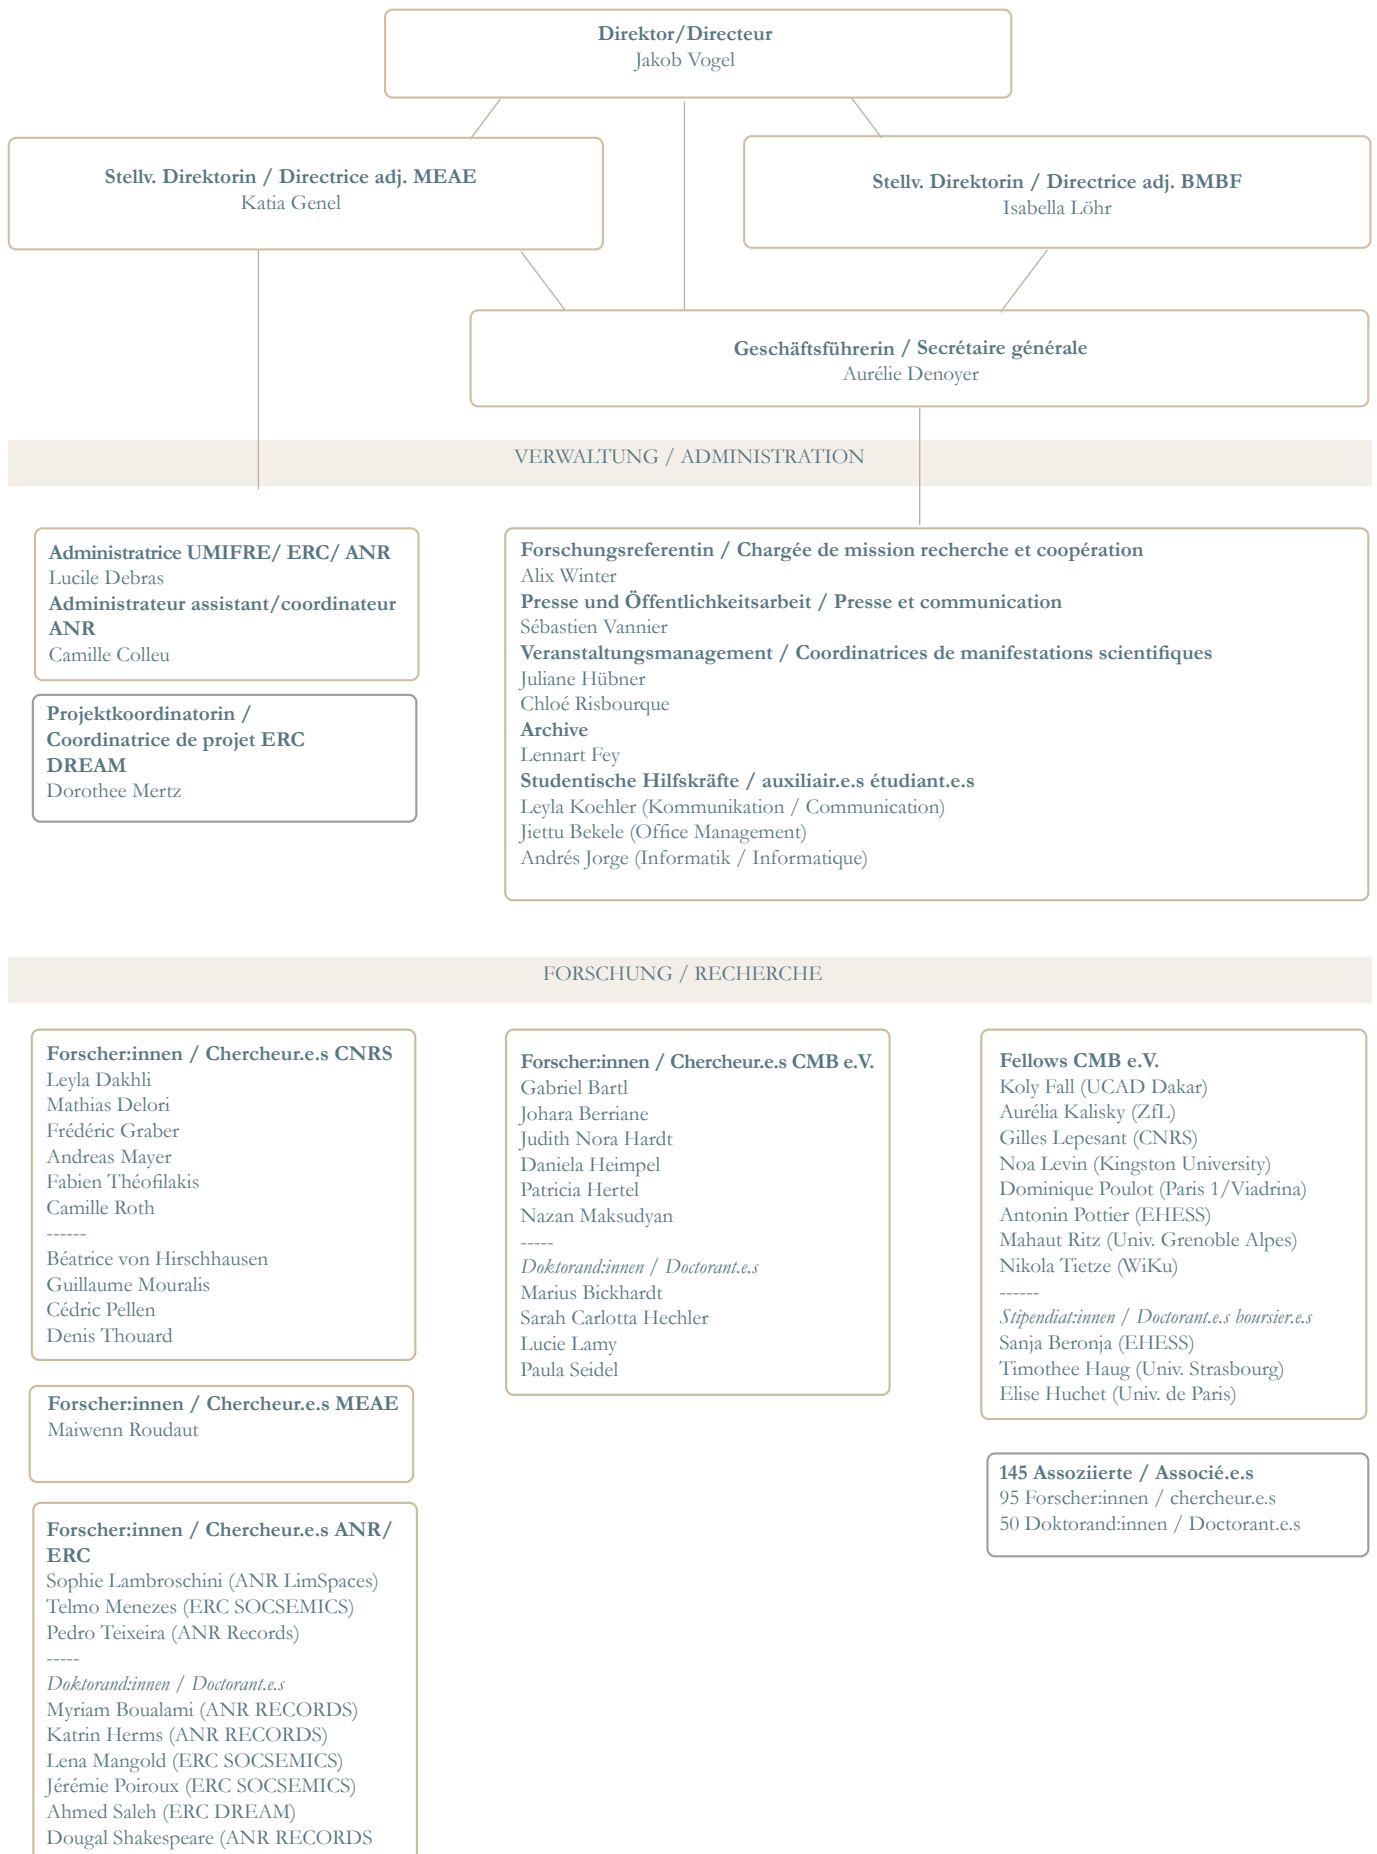 Direktor/Directeur
Jakob Vogel
Stellv. Direktorin / Directrice adj. MEAE
Katia Genel
Stellv. Direktorin / Directrice adj. BMBF
Isabella Löhr
Geschäftsführerin / Secrétaire générale
Aurélie Denoyer
VERWALTUNG / ADMINISTRATION
Administratrice UMIFRE/ ERC/ ANR
Lucile Debras
Administrateur assistant/coordinateur
ANR
Camille Colleu
Projektkoordinatorin /
Coordinatrice de projet ERC
DREAM
Dorothee Mertz
Forschungsreferentin / Chargée de mission recherche et coopération
Alix Winter
Presse und Öffentlichkeitsarbeit / Presse et communication
Sébastien Vannier
Veranstaltungsmanagement / Coordinatrices de manifestations scientifiques
Juliane Hübner
Chloé Risbourque
Archive
Lennart Fey
Studentische Hilfskräfte / auxiliair.e.s étudiant.e.s
Leyla Koehler (Kommunikation / Communication)
Jiettu Bekele (Office Management)
Andrés Jorge (Informatik / Informatique)
FORSCHUNG / RECHERCHE
Forscher:innen / Chercheur.e.s CNRS
Leyla Dakhli
Mathias Delori
Frédéric Graber
Andreas Mayer
Fabien Théofilakis
Camille Roth
------
Béatrice von Hirschhausen
Guillaume Mouralis
Cédric Pellen
Denis Thouard
Forscher:innen / Chercheur.e.s MEAE
Maiwenn Roudaut
Forscher:innen / Chercheur.e.s ANR/
ERC
Sophie Lambroschini (ANR LimSpaces)
Telmo Menezes (ERC SOCSEMICS)
Pedro Teixeira (ANR Records)
-----
Doktorand:innen / Doctorant.e.s
Myriam Boualami (ANR RECORDS)
Katrin Herms (ANR RECORDS)
Lena Mangold (ERC SOCSEMICS)
Jérémie Poiroux (ERC SOCSEMICS)
Ahmed Saleh (ERC DREAM)
Dougal Shakespeare (ANR RECORDS
Forscher:innen / Chercheur.e.s CMB e.V.
Gabriel Bartl
Johara Berriane
Judith Nora Hardt
Daniela Heimpel
Patricia Hertel
Nazan Maksudyan
-----
Doktorand:innen / Doctorant.e.s
Marius Bickhardt
Sarah Carlotta Hechler
Lucie Lamy
Paula Seidel
Fellows CMB e.V.
Koly Fall (UCAD Dakar)
Aurélia Kalisky (ZfL)
Gilles Lepesant (CNRS)
Noa Levin (Kingston University)
Dominique Poulot (Paris 1/Viadrina)
Antonin Pottier (EHESS)
Mahaut Ritz (Univ. Grenoble Alpes)
Nikola Tietze (WiKu)
------
Stipendiat:innen / Doctorant.e.s boursier.e.s
Sanja Beronja (EHESS)
Timothee Haug (Univ. Strasbourg)
Elise Huchet (Univ. de Paris)
145 Assoziierte / Associé.e.s
95 Forscher:innen / chercheur.e.s
50 Doktorand:innen / Doctorant.e.s